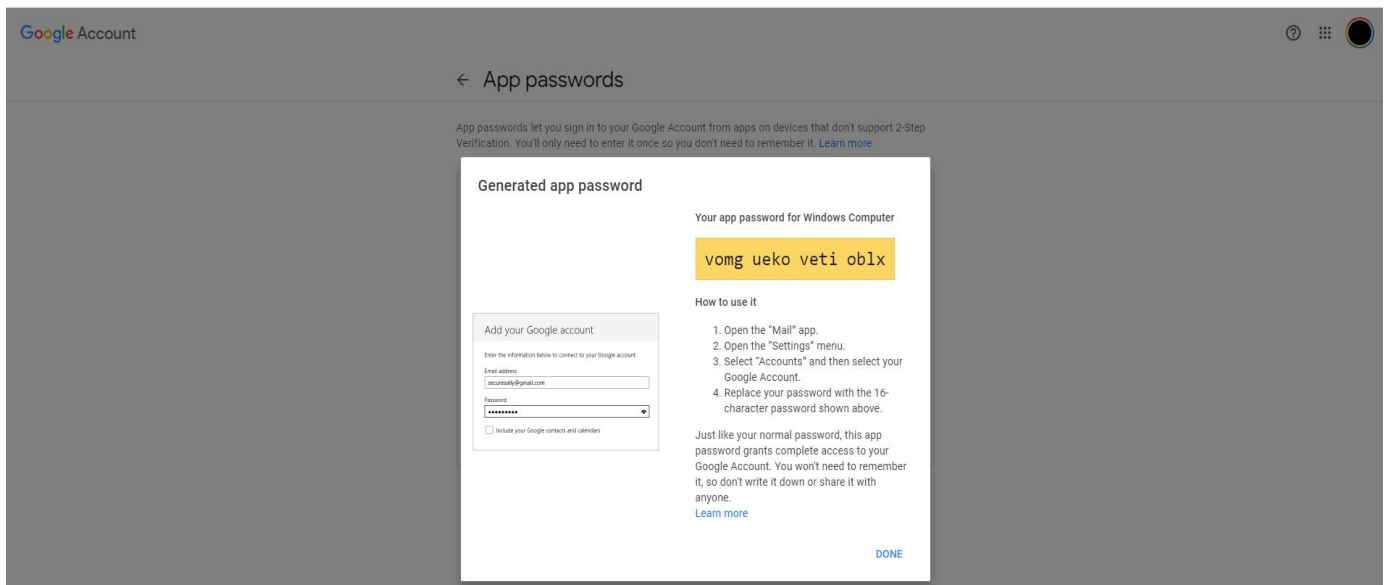 Google Account
App passwords
App passwords let you sign in to your Google Account from apps on devices that don't support 2-Step
Verification. You'll only need to enter it once so you don't need to remember it. Learn more
Generated app password
Your app password for Windows Computer
vomg ueko veti oblx
How to use it
1. Open the "Mail" app.
2. Open the "Settings" menu.
3. Select "Accounts" and then select your
Google Account.
4. Replace your password with the 16-
character password shown above.
Just like your normal password, this app
password grants complete access to your
Google Account. You won't need to remember
it, so don't write it down or share it with
anyone.
Learn more
Add your Google account
Enter the information below to connect to your Google account.
Email address
securesally@gmail.com
Password
•••••••••
Include your Google contacts and calendars
DONE